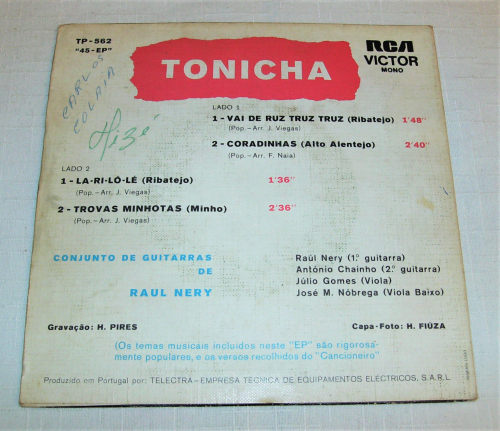 TP-562
"45-EP"
CARLOS
COLAÇA
TONICHA
RCA
VICTOR
MONO
LADO 1
1-VAI DE RUZ TRUZ TRUZ (Ribatejo) 1'48"
(Pop.-Arr. J. Viegas)
2-CORADINHAS (Alto Alentejo) 2'40"
(Pop.-Arr. F. Naia)
LADO 2
1-LA-RI-LÓ-LÉ (Ribatejo) 1'36"
(Pop.-Arr. J. Viegas)
2-TROVAS MINHOTAS (Minho) 2'36"
(Pop.-Arr. J. Viegas)
CONJUNTO DE GUITARRAS
DE
RAUL NERY
Raúl Nery (1.ª guitarra)
António Chainho (2.ª guitarra)
Júlio Gomes (Viola)
José M. Nóbrega (Viola Baixo)
Gravação: H. PIRES
Capa-Foto: H. FIÚZA
(Os temas musicais incluídos neste "EP" são rigorosa-
mente populares, e os versos recolhidos do "Cancioneiro"
Produzido em Portugal por: TELECTRA-EMPRESA TÉCNICA DE EQUIPAMENTOS ELÉCTRICOS, S.A.R.L.